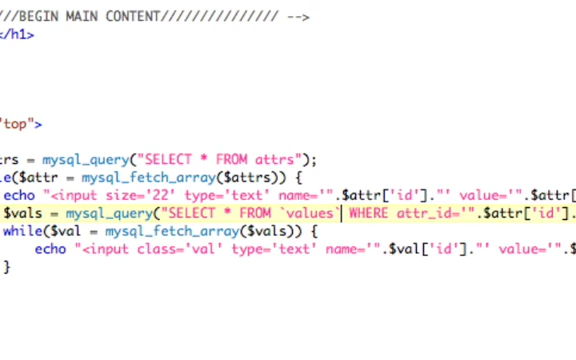 ///BEGIN MAIN CONTENT/////////////// -->
</h1>
"top">
trs = mysql_query("SELECT * FROM attrs");
le($attr = mysql_fetch_array($attrs)) {
echo "<input size='22' type='text' name='".$attr['id']."' value='".$attr[
$vals = mysql_query("SELECT * FROM `values` WHERE attr_id='".$attr['id'].
while($val = mysql_fetch_array($vals)) {
echo "<input class='val' type='text' name='".$val['id']."' value='".$
}